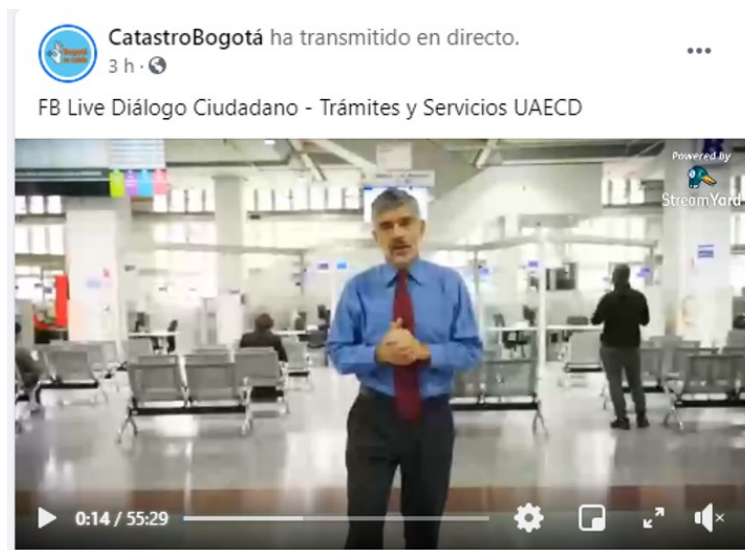 CatastroBogotá ha transmitido en directo.
3 h ·
FB Live Diálogo Ciudadano - Trámites y Servicios UAECD
Powered by
StreamYard
0:14 / 55:29